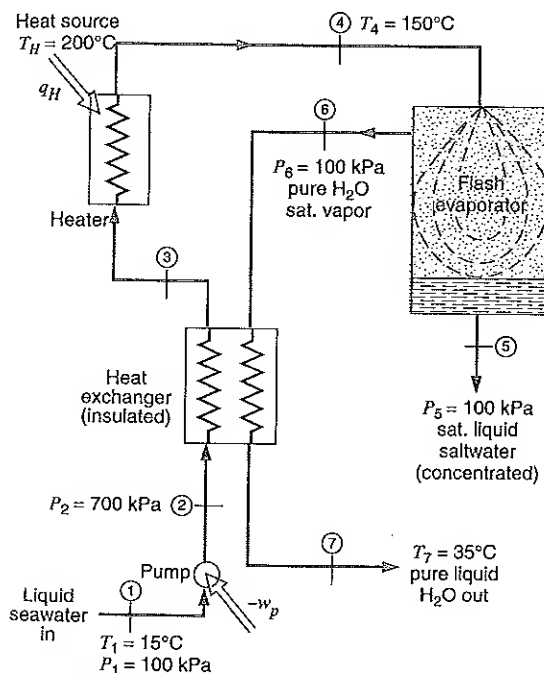 Heat source
T_H = 200°C
q_H
Heater
④ T_4 = 150°C
⑥
P_6 = 100 kPa
pure H₂O
sat. vapor
Flash
evaporator
③
⑤
P_5 = 100 kPa
sat. liquid
saltwater
(concentrated)
Heat
exchanger
(insulated)
P_2 = 700 kPa ②
⑦
T_7 = 35°C
pure liquid
H₂O out
Pump
−w_p
Liquid
seawater
in
①
T_1 = 15°C
P_1 = 100 kPa